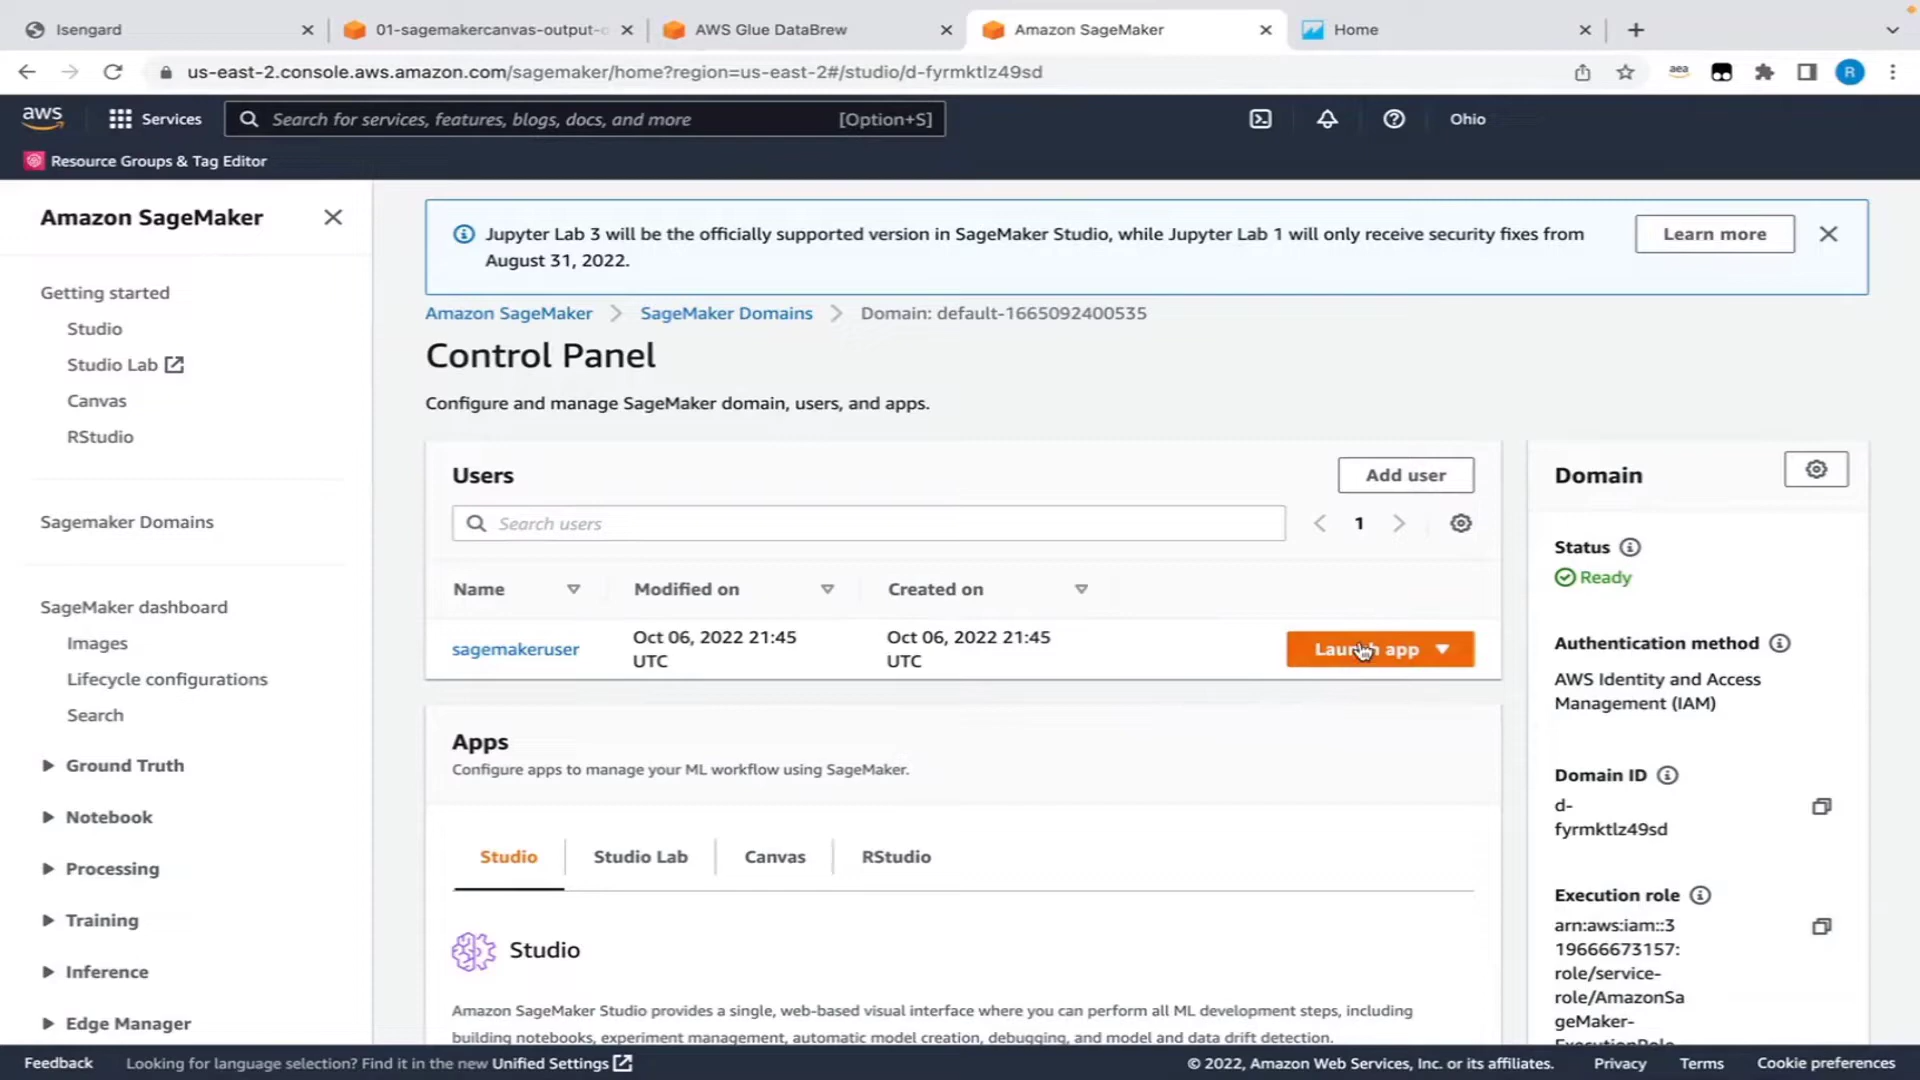 Isengard
01-sagemakercanvas-output-
AWS Glue DataBrew
Amazon SageMaker
Home
us-east-2.console.aws.amazon.com/sagemaker/home?region=us-east-2#/studio/d-fyrmktlz49sd
aea
R
aws
Services
Search for services, features, blogs, docs, and more
[Option+S]
Ohio
Resource Groups & Tag Editor
Amazon SageMaker
Getting started
Studio
Studio Lab
Canvas
RStudio
Sagemaker Domains
SageMaker dashboard
Images
Lifecycle configurations
Search
Ground Truth
Notebook
Processing
Training
Inference
Edge Manager
Jupyter Lab 3 will be the officially supported version in SageMaker Studio, while Jupyter Lab 1 will only receive security fixes from
August 31, 2022.
Learn more
Amazon SageMaker
SageMaker Domains
Domain: default-1665092400535
Control Panel
Configure and manage SageMaker domain, users, and apps.
Users
Add user
Search users
1
Name
Modified on
Created on
sagemakeruser
Oct 06, 2022 21:45
UTC
Oct 06, 2022 21:45
UTC
Launch app
Apps
Configure apps to manage your ML workflow using SageMaker.
Studio
Studio Lab
Canvas
RStudio
Studio
Amazon SageMaker Studio provides a single, web-based visual interface where you can perform all ML development steps, including
building notebooks, experiment management, automatic model creation, debugging, and model and data drift detection.
Domain
Status
Ready
Authentication method
AWS Identity and Access
Management (IAM)
Domain ID
d-
fyrmktlz49sd
Execution role
arn:aws:iam::3
19666673157:
role/service-
role/AmazonSa
geMaker-
ExecutionRole-
Feedback
Looking for language selection? Find it in the new Unified Settings
© 2022, Amazon Web Services, Inc. or its affiliates.
Privacy
Terms
Cookie preferences